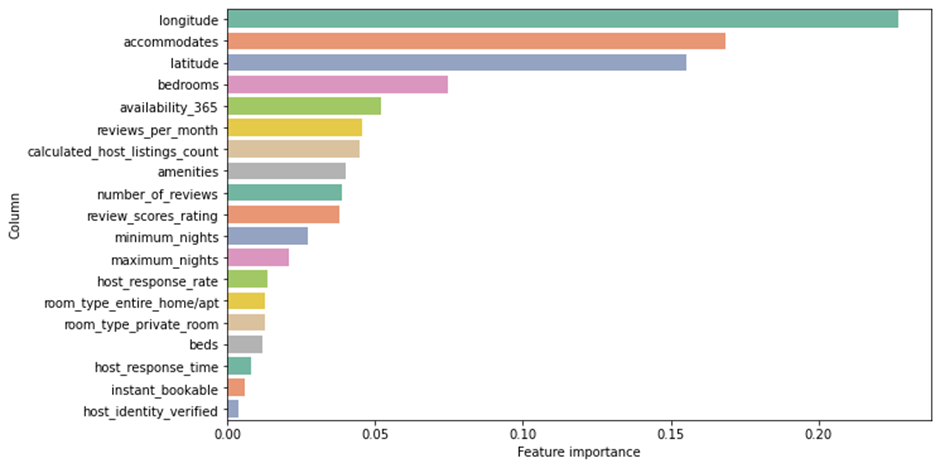 longitude
accommodates
latitude
bedrooms
availability_365
reviews_per_month
calculated_host_listings_count
amenities
number_of_reviews
review_scores_rating
minimum_nights
maximum_nights
host_response_rate
room_type_entire_home/apt
room_type_private_room
beds
host_response_time
instant_bookable
host_identity_verified
Column
0.00 0.05 0.10 0.15 0.20
Feature importance